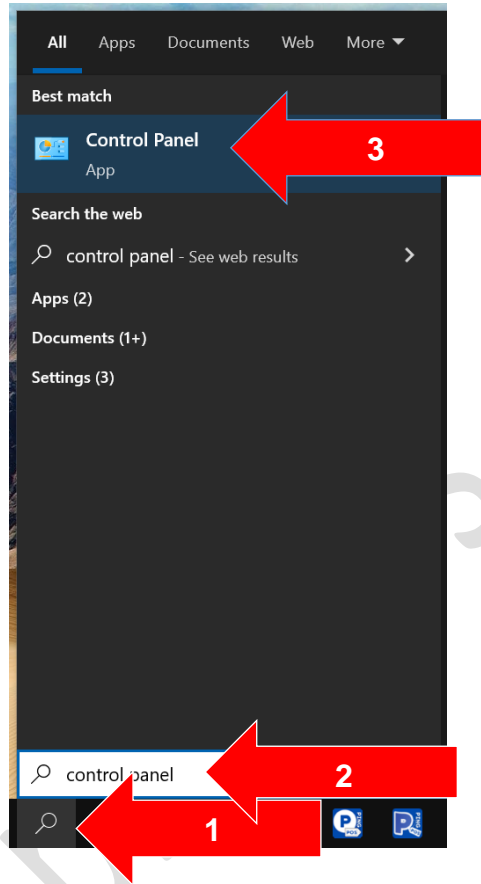 All Apps Documents Web More
Best match
Control Panel
App
3
Search the web
control panel - See web results
Apps (2)
Documents (1+)
Settings (3)
control panel
2
1
P POS
P